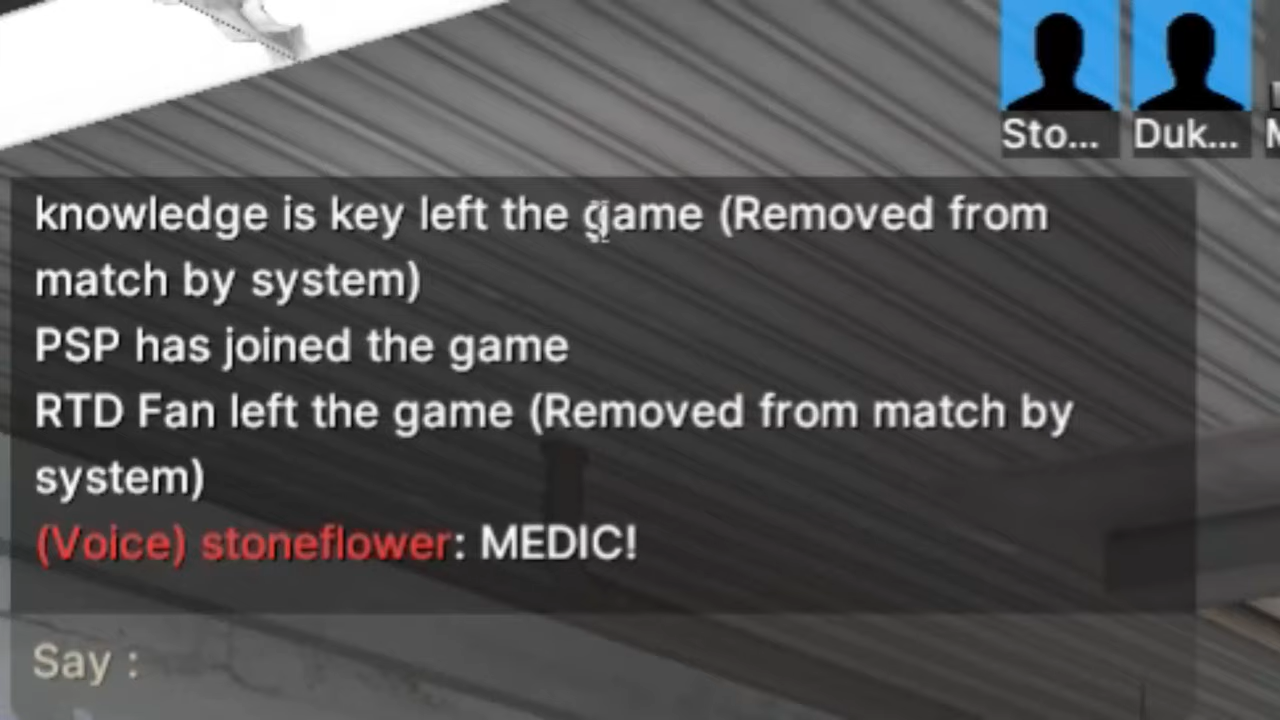 Sto...
Duk...
knowledge is key left the game (Removed from
match by system)
PSP has joined the game
RTD Fan left the game (Removed from match by
system)
(Voice) stoneflower: MEDIC!
Say :